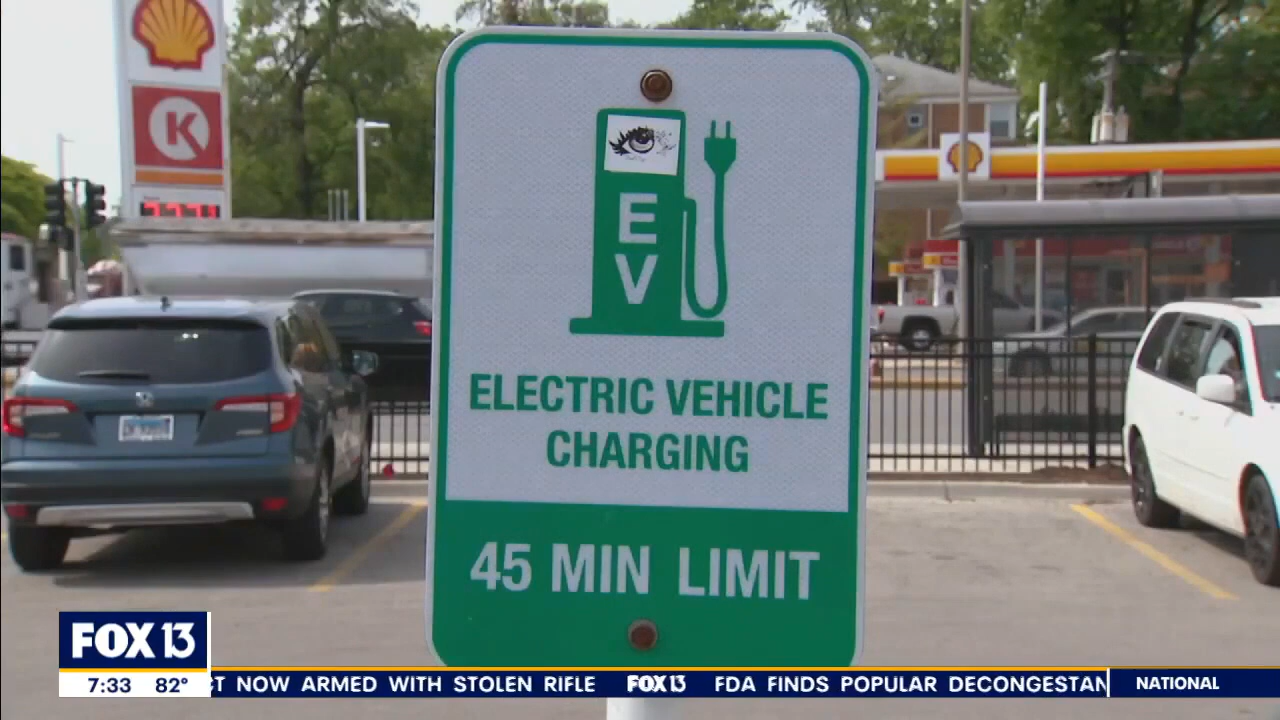 K
E
V
ELECTRIC VEHICLE
CHARGING
45 MIN LIMIT
FOX 13
7:33 82° CT NOW ARMED WITH STOLEN RIFLE FOX 13 FDA FINDS POPULAR DECONGESTAN NATIONAL